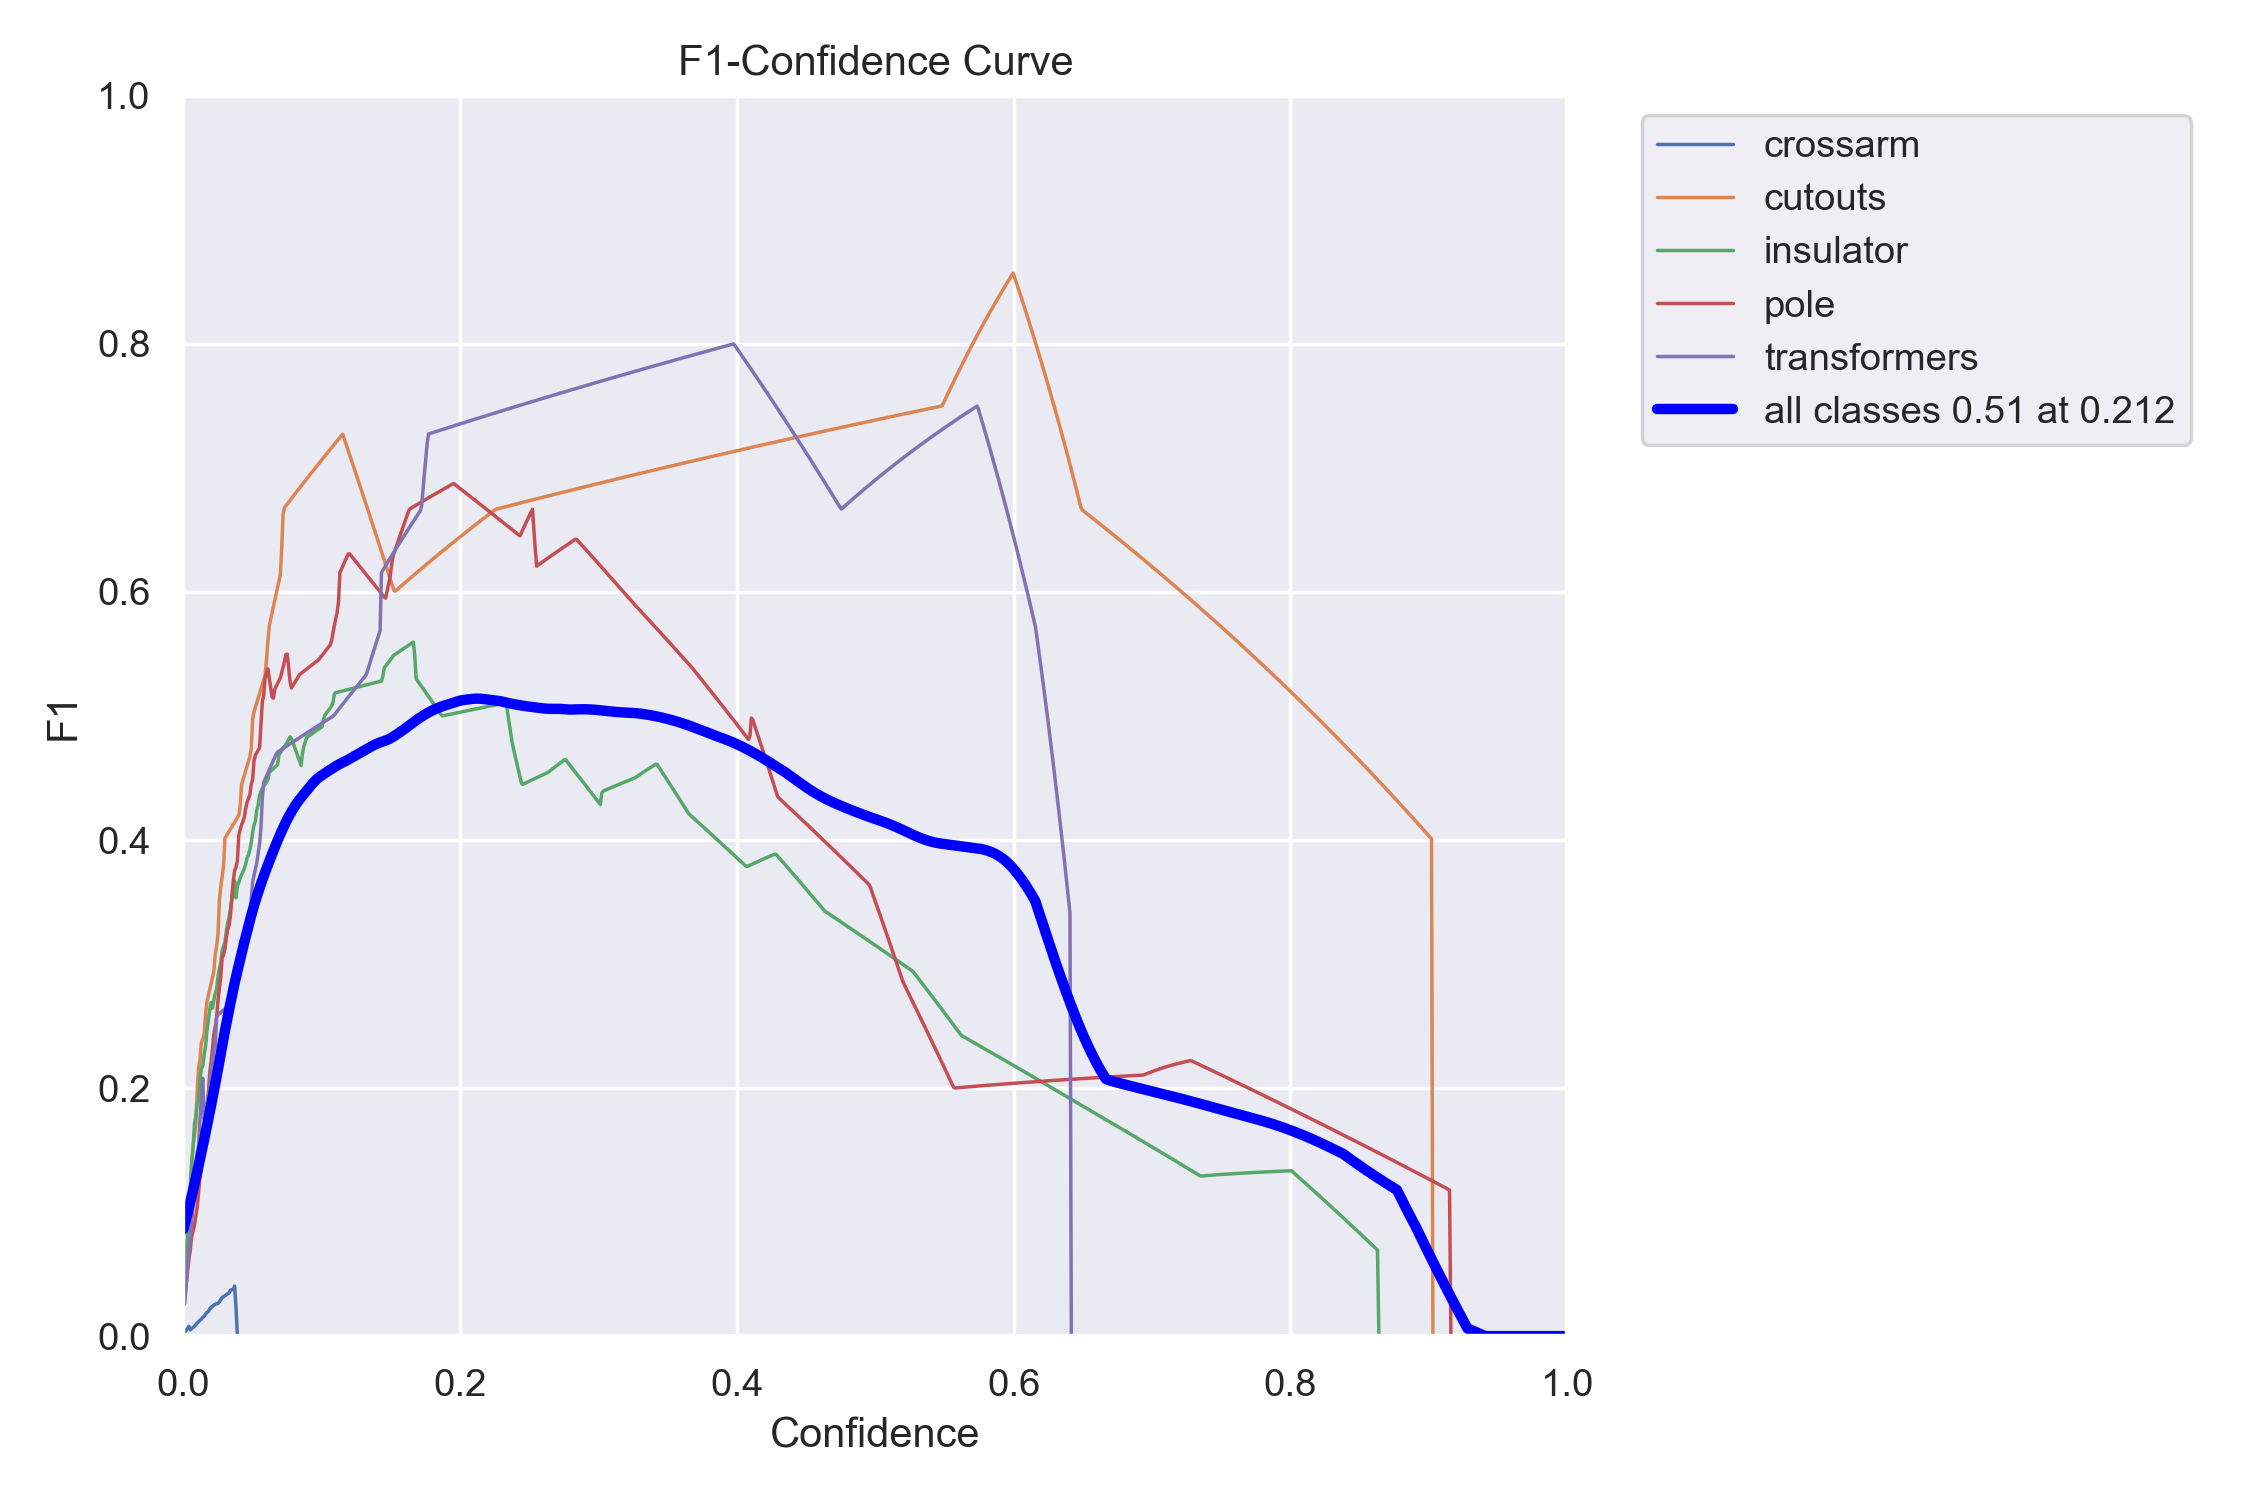 F1-Confidence Curve
1.0
0.8
0.6
0.4
0.2
0.0
F1
0.0 0.2 0.4 0.6 0.8 1.0
Confidence
crossarm
cutouts
insulator
pole
transformers
all classes 0.51 at 0.212